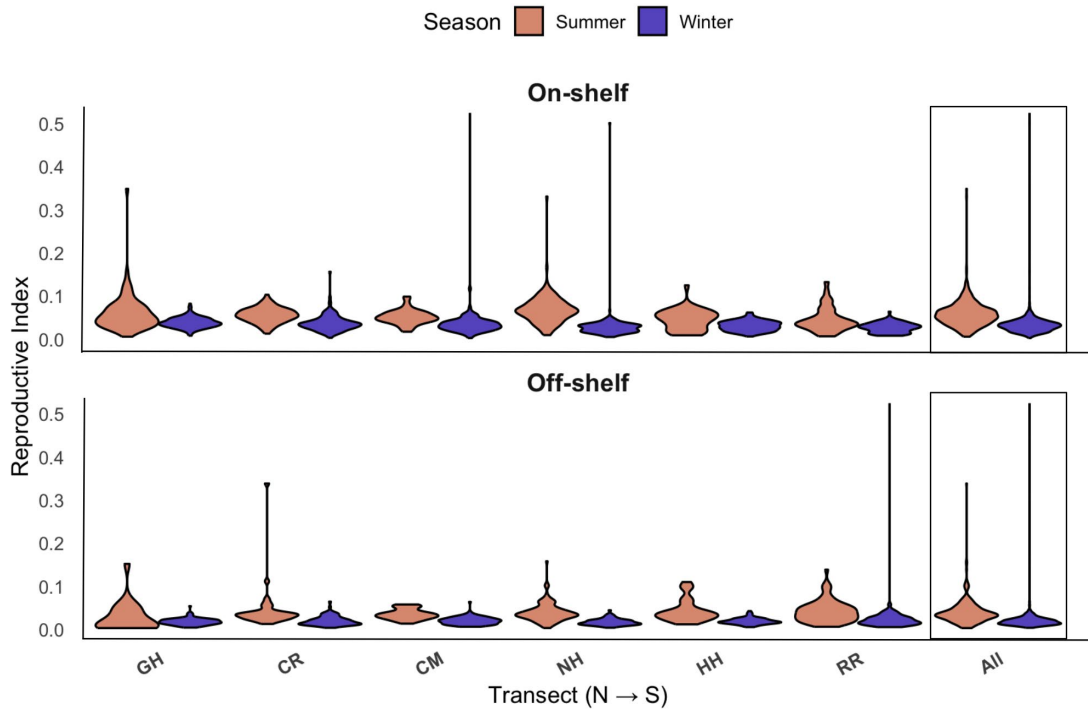 Season Summer Winter
On-shelf
0.5
0.4
0.3
0.2
0.1
0.0
Off-shelf
0.5
0.4
0.3
0.2
0.1
0.0
Reproductive Index
GH CR CM NH HH RR All
Transect (N → S)